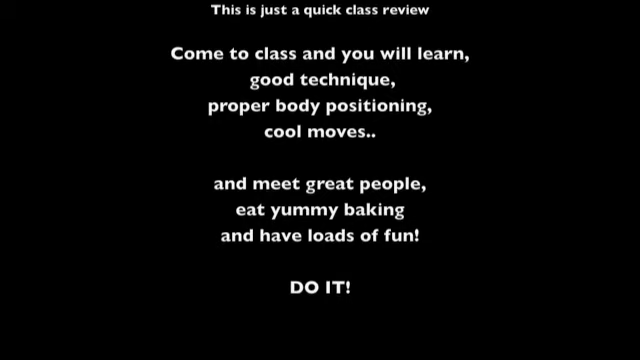 This is just a quick class review
Come to class and you will learn,
good technique,
proper body positioning,
cool moves..
and meet great people,
eat yummy baking
and have loads of fun!
DO IT!